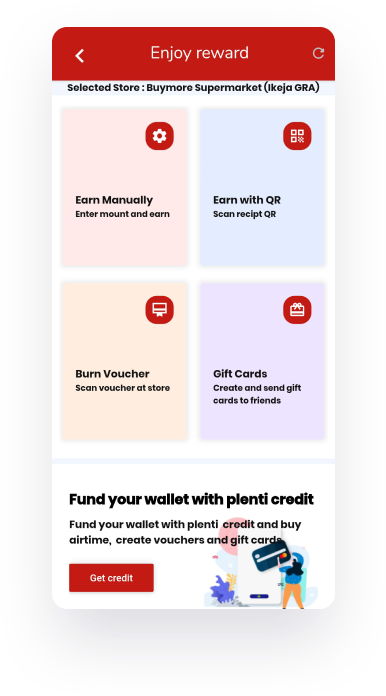 Enjoy reward
Selected Store : Buymore Supermarket (Ikeja GRA)
Earn Manually
Enter mount and earn
Earn with QR
Scan recipt QR
Burn Voucher
Scan voucher at store
Gift Cards
Create and send gift
cards to friends
Fund your wallet with plenti credit
Fund your wallet with plenti credit and buy
airtime, create vouchers and gift cards
Get credit